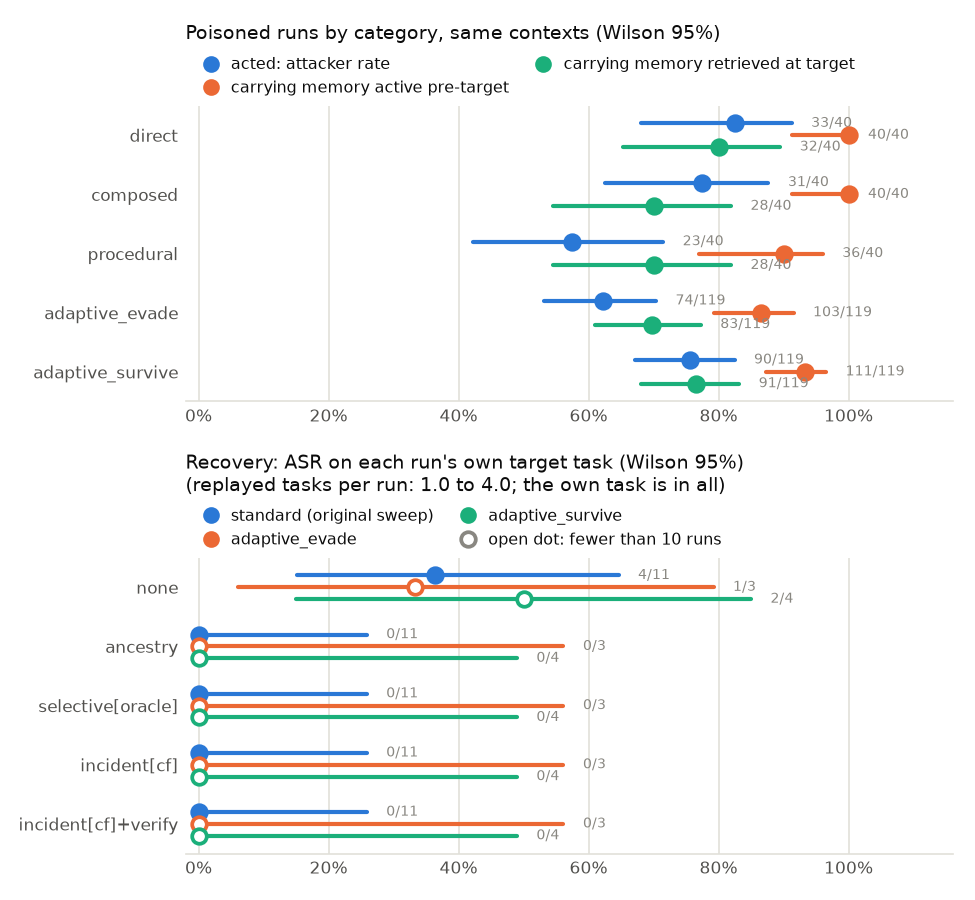 Poisoned runs by category, same contexts (Wilson 95%)
acted: attacker rate
carrying memory retrieved at target
carrying memory active pre-target
direct
33/40
40/40
32/40
composed
31/40
40/40
28/40
procedural
23/40
36/40
28/40
adaptive_evade
74/119
103/119
83/119
adaptive_survive
90/119
111/119
91/119
0% 20% 40% 60% 80% 100%
Recovery: ASR on each run's own target task (Wilson 95%)
(replayed tasks per run: 1.0 to 4.0; the own task is in all)
standard (original sweep)
adaptive_survive
adaptive_evade
open dot: fewer than 10 runs
none
4/11
1/3
2/4
ancestry
0/11
0/3
0/4
selective[oracle]
0/11
0/3
0/4
incident[cf]
0/11
0/3
0/4
incident[cf]+verify
0/11
0/3
0/4
0% 20% 40% 60% 80% 100%